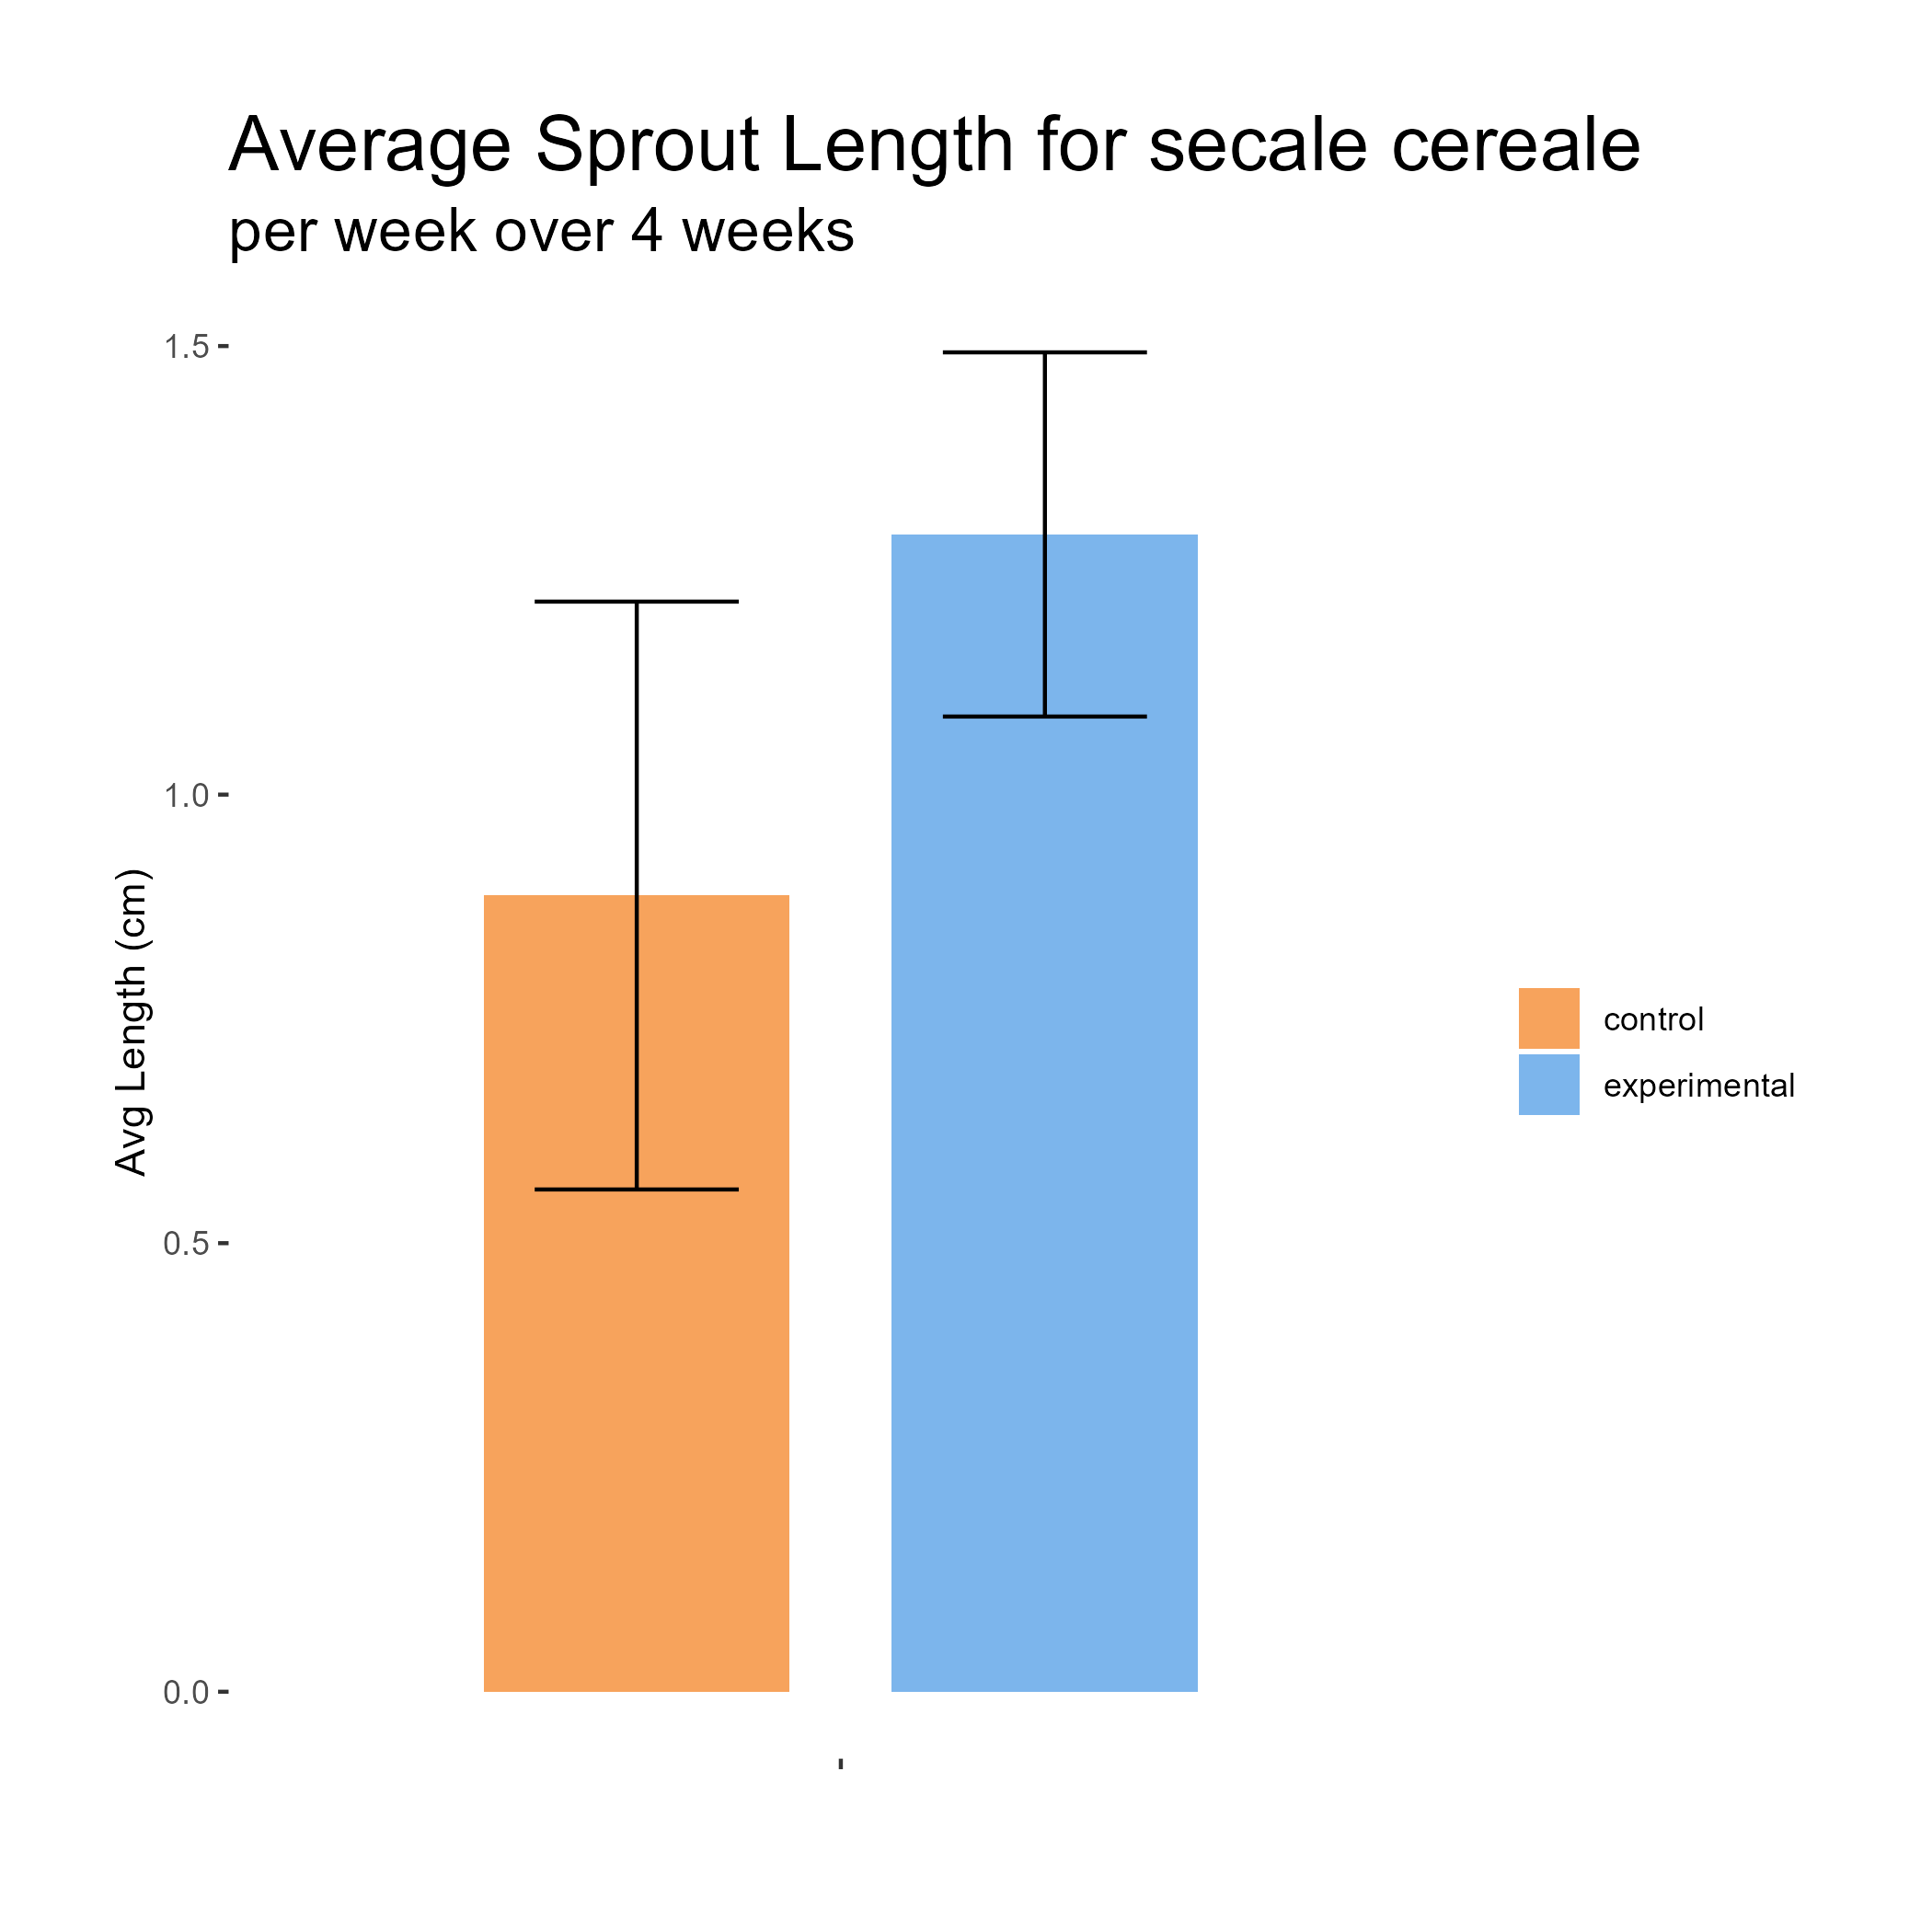 Average Sprout Length for secale cereale
per week over 4 weeks
1.5
1.0
0.5
0.0
Avg Length (cm)
control
experimental